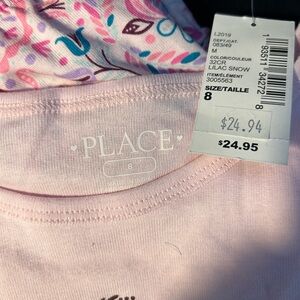 L2019
DEPT./CAT.
083/49
M
COLOR/COULEUR
32CR
LILAC SNOW
ITEM/ÉLEMENT
3005563
SIZE/TAILLE
8
$24.94
$24.95
PLACE
8